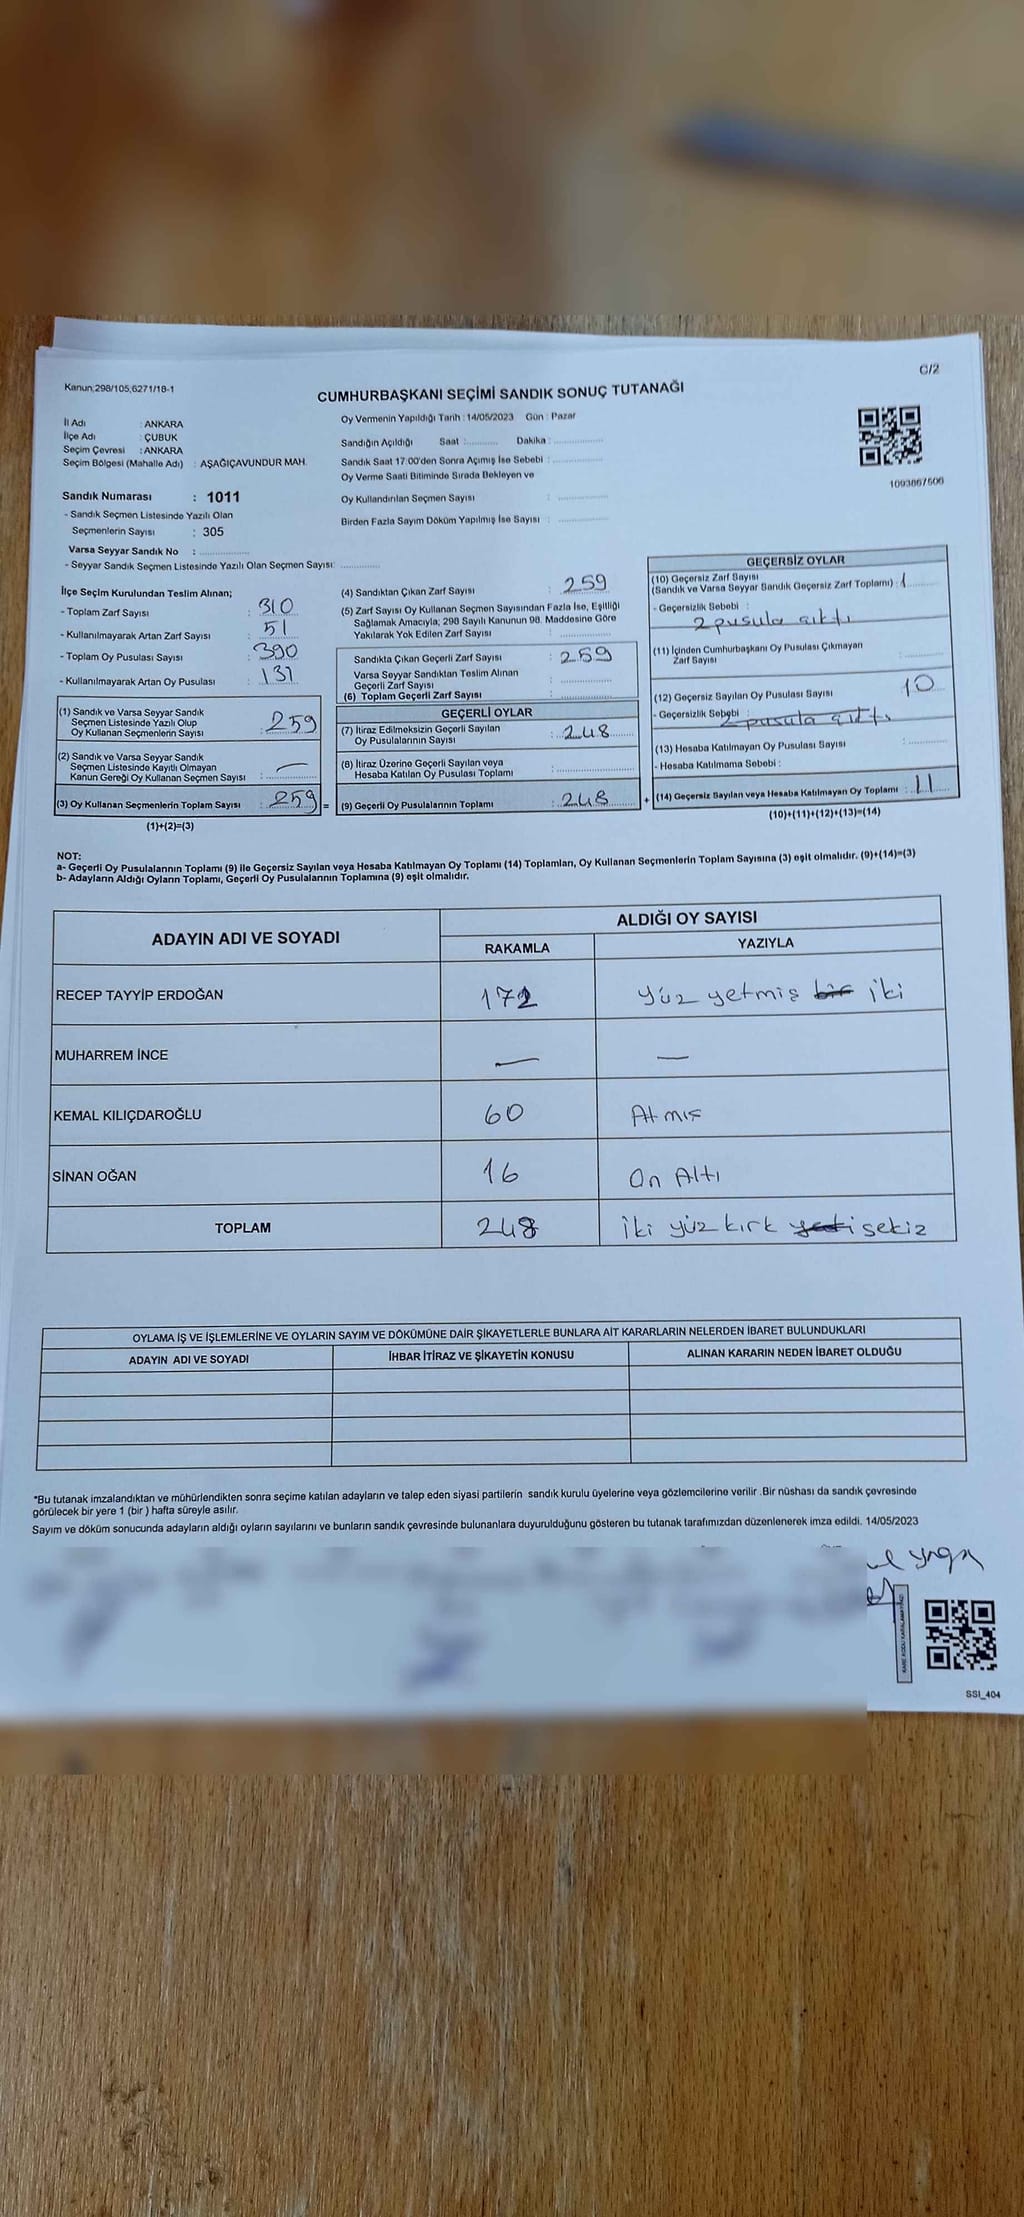 C/2
Kanun;298/105,6271/18-1
CUMHURBAŞKANI SEÇİMİ SANDIK SONUÇ TUTANAĞI
İl Adı : ANKARA
İlçe Adı : ÇUBUK
Seçim Çevresi : ANKARA
Seçim Bölgesi (Mahalle Adı) : AŞAĞIÇAVUNDUR MAH.
Sandık Numarası : 1011
- Sandık Seçmen Listesinde Yazılı Olan
Seçmenlerin Sayısı : 305
Varsa Seyyar Sandık No : ..............
- Seyyar Sandık Seçmen Listesinde Yazılı Olan Seçmen Sayısı: ............
Oy Vermenin Yapıldığı Tarih : 14/05/2023 Gün : Pazar
Sandığın Açıldığı Saat :.......... Dakika : ...............
Sandık Saat 17:00'den Sonra Açımış İse Sebebi : ...............
Oy Verme Saati Bitiminde Sırada Bekleyen ve
Oy Kullandırılan Seçmen Sayısı : ...............
Birden Fazla Sayım Döküm Yapılmış İse Sayısı : ...............
1093867606
İlçe Seçim Kurulundan Teslim Alınan;
- Toplam Zarf Sayısı : 310
- Kullanılmayarak Artan Zarf Sayısı : 51
- Toplam Oy Pusulası Sayısı : 390
- Kullanılmayarak Artan Oy Pusulası : 131
(1) Sandık ve Varsa Seyyar Sandık
Seçmen Listesinde Yazılı Olup
Oy Kullanan Seçmenlerin Sayısı : 259
(2) Sandık ve Varsa Seyyar Sandık
Seçmen Listesinde Kayıtlı Olmayan
Kanun Gereği Oy Kullanan Seçmen Sayısı : —
(3) Oy Kullanan Seçmenlerin Toplam Sayısı : 259 =
(1)+(2)=(3)
(4) Sandıktan Çıkan Zarf Sayısı : 259
(5) Zarf Sayısı Oy Kullanan Seçmen Sayısından Fazla İse, Eşitliği
Sağlamak Amacıyla; 298 Sayılı Kanunun 98. Maddesine Göre
Yakılarak Yok Edilen Zarf Sayısı : ...............
Sandıkta Çıkan Geçerli Zarf Sayısı : 259
Varsa Seyyar Sandıktan Teslim Alınan
Geçerli Zarf Sayısı : ...............
(6) Toplam Geçerli Zarf Sayısı : ...............
GEÇERLİ OYLAR
(7) İtiraz Edilmeksizin Geçerli Sayılan
Oy Pusulalarının Sayısı : 248
(8) İtiraz Üzerine Geçerli Sayılan veya
Hesaba Katılan Oy Pusulası Toplamı : ...............
(9) Geçerli Oy Pusulalarının Toplamı : 248 +
GEÇERSİZ OYLAR
(10) Geçersiz Zarf Sayısı
(Sandık ve Varsa Seyyar Sandık Geçersiz Zarf Toplamı) : 1
- Geçersizlik Sebebi :
2 pusula çıktı
(11) İçinden Cumhurbaşkanı Oy Pusulası Çıkmayan
Zarf Sayısı : ...............
(12) Geçersiz Sayılan Oy Pusulası Sayısı 10
- Geçersizlik Sebebi : 2 pusula çıktı
(13) Hesaba Katılmayan Oy Pusulası Sayısı : ...............
- Hesaba Katılmama Sebebi :
(14) Geçersiz Sayılan veya Hesaba Katılmayan Oy Toplamı : 11
(10)+(11)+(12)+(13)=(14)
NOT:
a- Geçerli Oy Pusulalarının Toplamı (9) ile Geçersiz Sayılan veya Hesaba Katılmayan Oy Toplamı (14) Toplamları, Oy Kullanan Seçmenlerin Toplam Sayısına (3) eşit olmalıdır. (9)+(14)=(3)
b- Adayların Aldığı Oyların Toplamı, Geçerli Oy Pusulalarının Toplamına (9) eşit olmalıdır.
ADAYIN ADI VE SOYADI
ALDIĞI OY SAYISI
RAKAMLA YAZIYLA
RECEP TAYYİP ERDOĞAN 172 Yüz yetmiş bir iki
MUHARREM İNCE — —
KEMAL KILIÇDAROĞLU 60 Atmış
SİNAN OĞAN 16 On Altı
TOPLAM 248 iki yüz kırk yedi sekiz
OYLAMA İŞ VE İŞLEMLERİNE VE OYLARIN SAYIM VE DÖKÜMÜNE DAİR ŞİKAYETLERLE BUNLARA AİT KARARLARIN NELERDEN İBARET BULUNDUKLARI
ADAYIN ADI VE SOYADI İHBAR İTİRAZ VE ŞİKAYETİN KONUSU ALINAN KARARIN NEDEN İBARET OLDUĞU
*Bu tutanak imzalandıktan ve mühürlendikten sonra seçime katılan adayların ve talep eden siyasi partilerin sandık kurulu üyelerine veya gözlemcilerine verilir .Bir nüshası da sandık çevresinde
görülecek bir yere 1 (bir ) hafta süreyle asılır.
Sayım ve döküm sonucunda adayların aldığı oyların sayılarını ve bunların sandık çevresinde bulunanlara duyurulduğunu gösteren bu tutanak tarafımızdan düzenlenerek imza edildi. 14/05/2023
KARE KODU KARALAMAYINIZ!
SSI_404